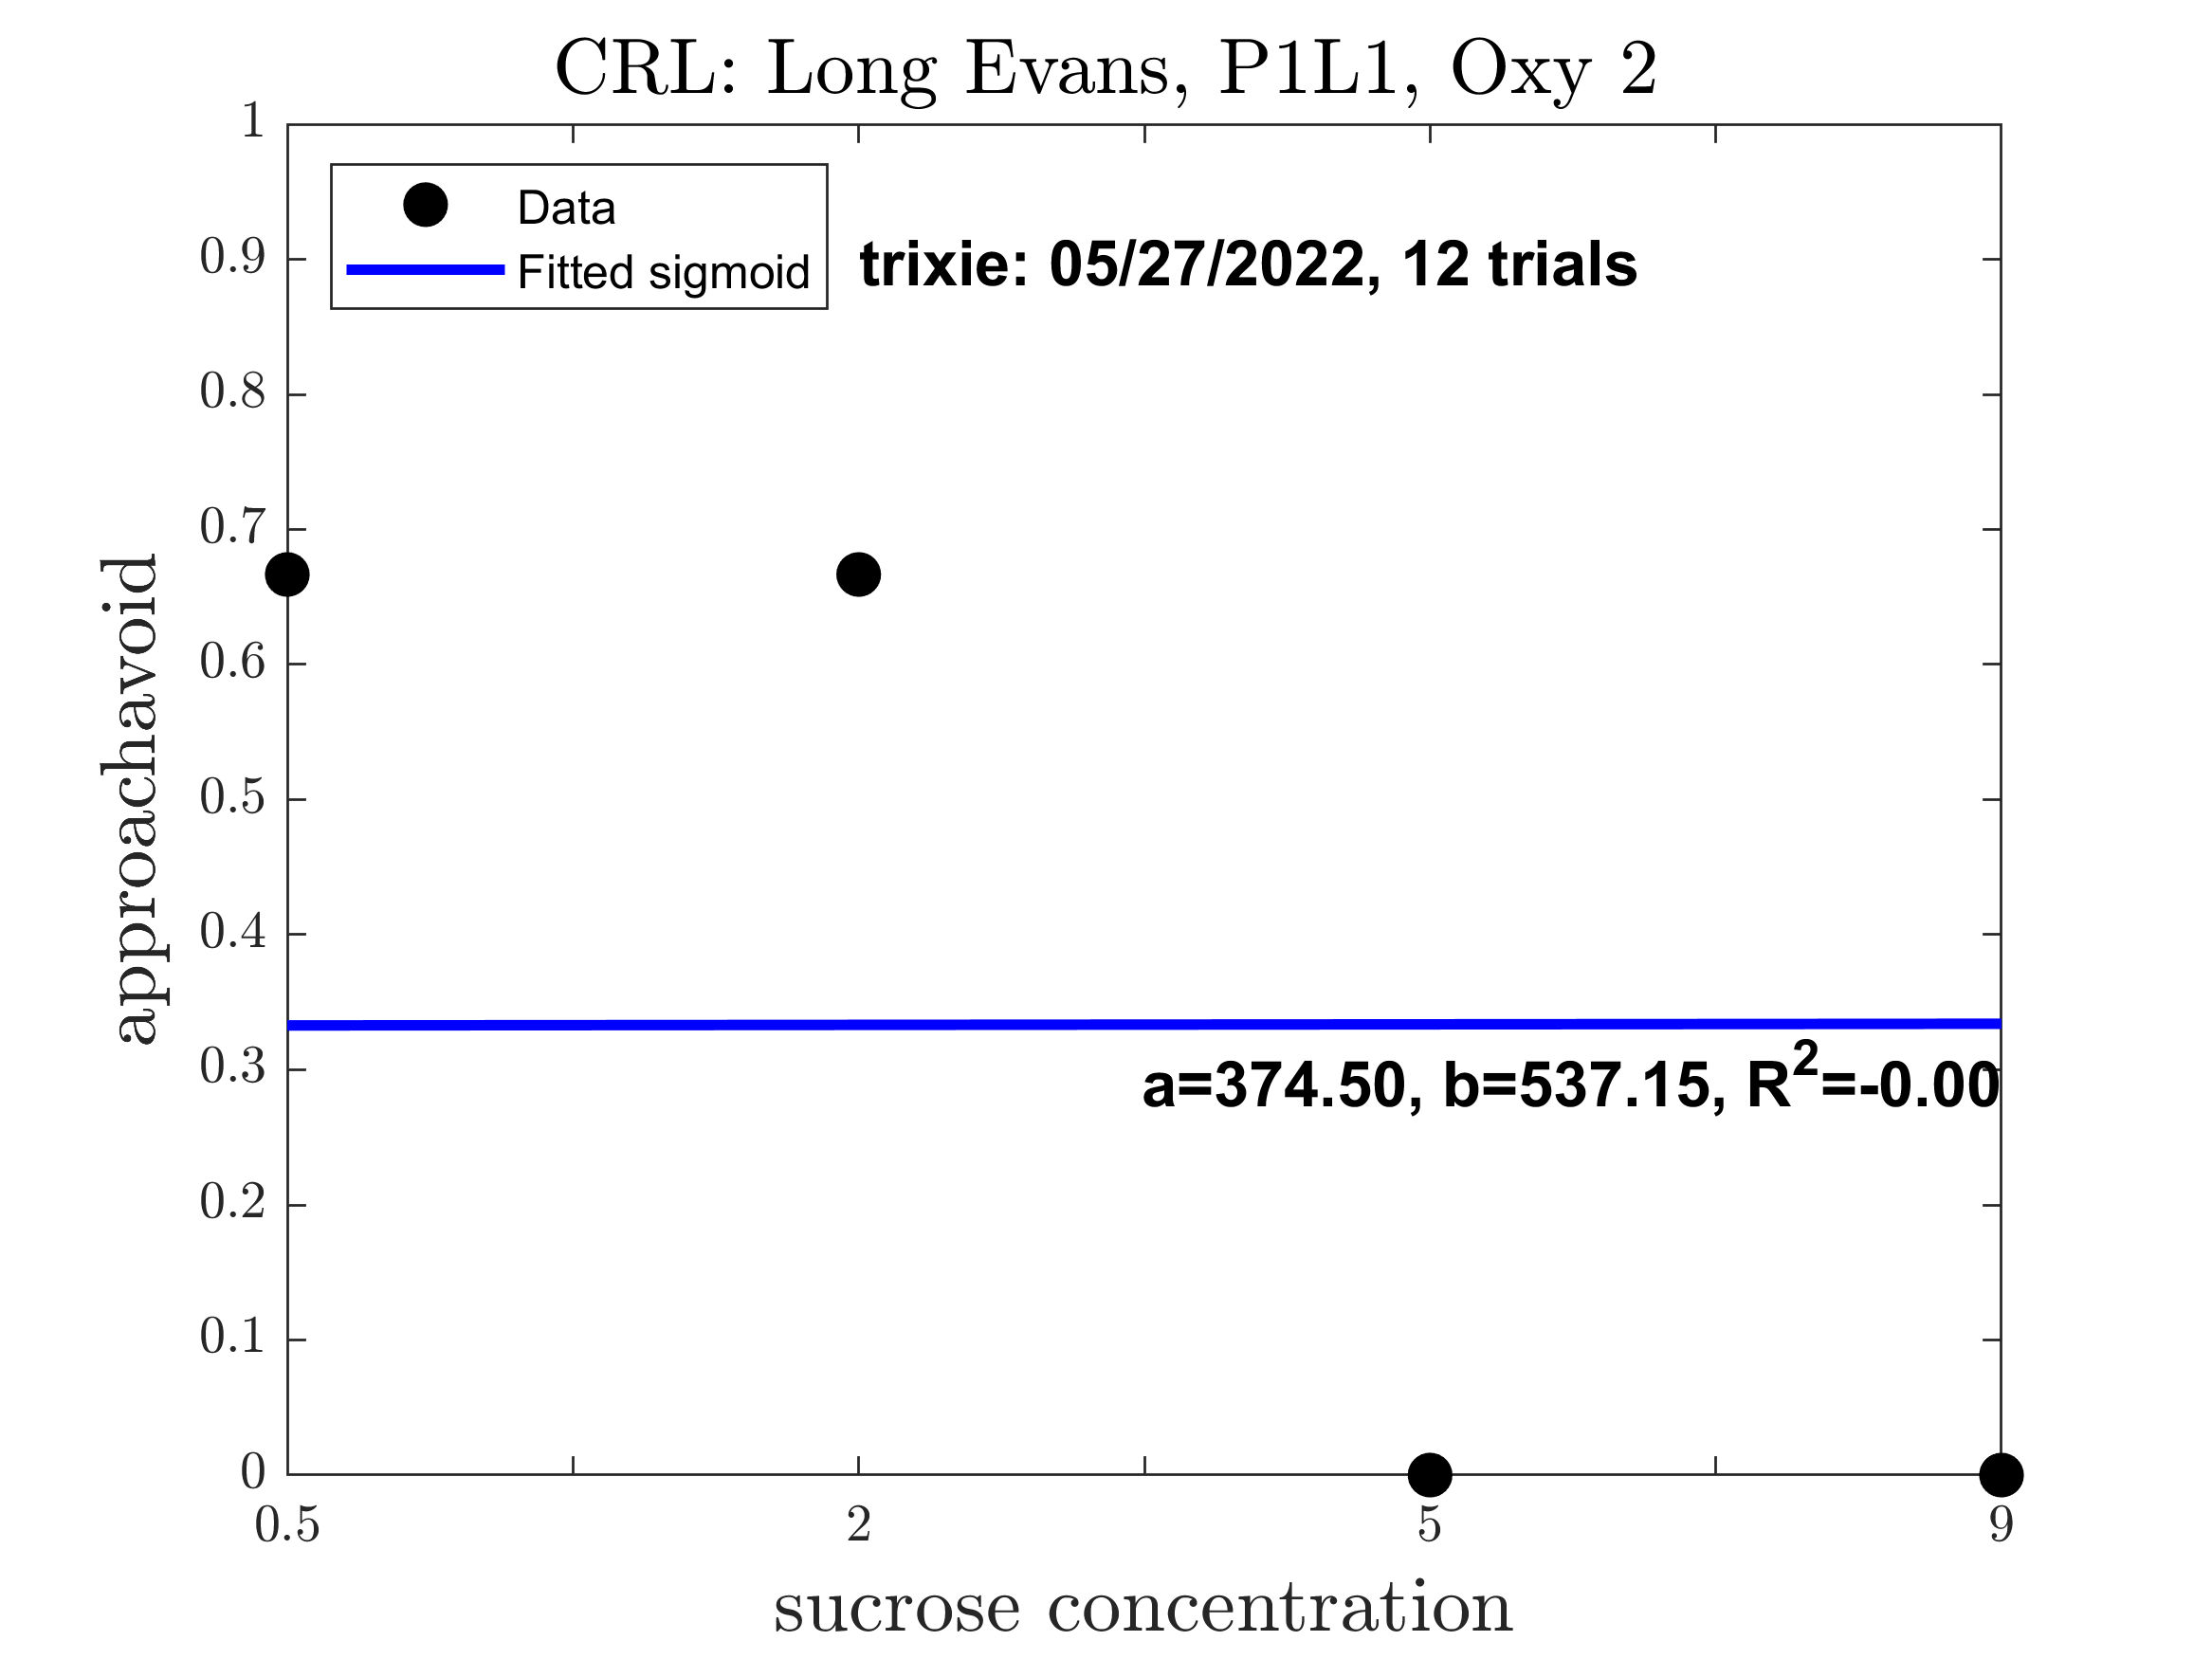 CRL: Long Evans, P1L1, Oxy 2
1
0.9
0.8
0.7
0.6
0.5
0.4
0.3
0.2
0.1
0
approachavoid
Data
Fitted sigmoid
trixie: 05/27/2022, 12 trials
a=374.50, b=537.15, R²=-0.00
0.5 2 5 9
sucrose concentration